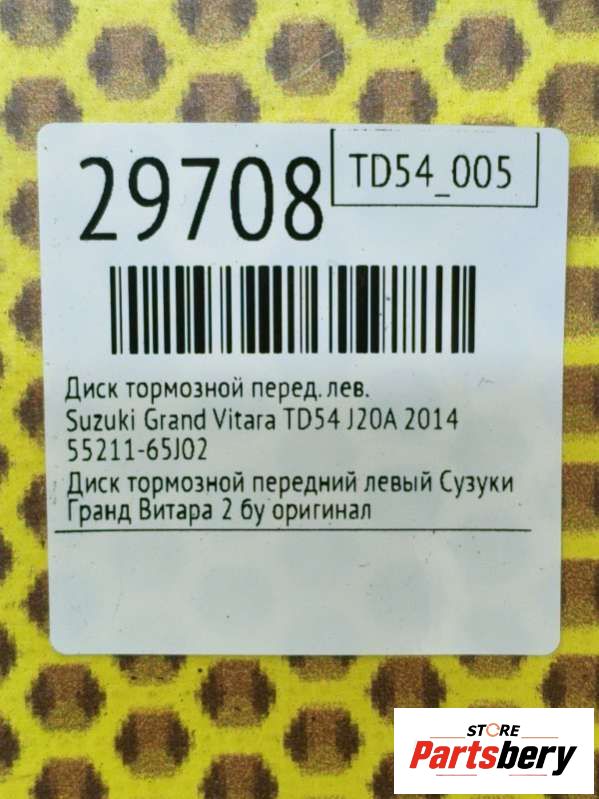 29708
TD54_005
Диск тормозной перед. лев.
Suzuki Grand Vitara TD54 J20A 2014
55211-65J02
Диск тормозной передний левый Сузуки
Гранд Витара 2 бу оригинал
STORE
Partsbery